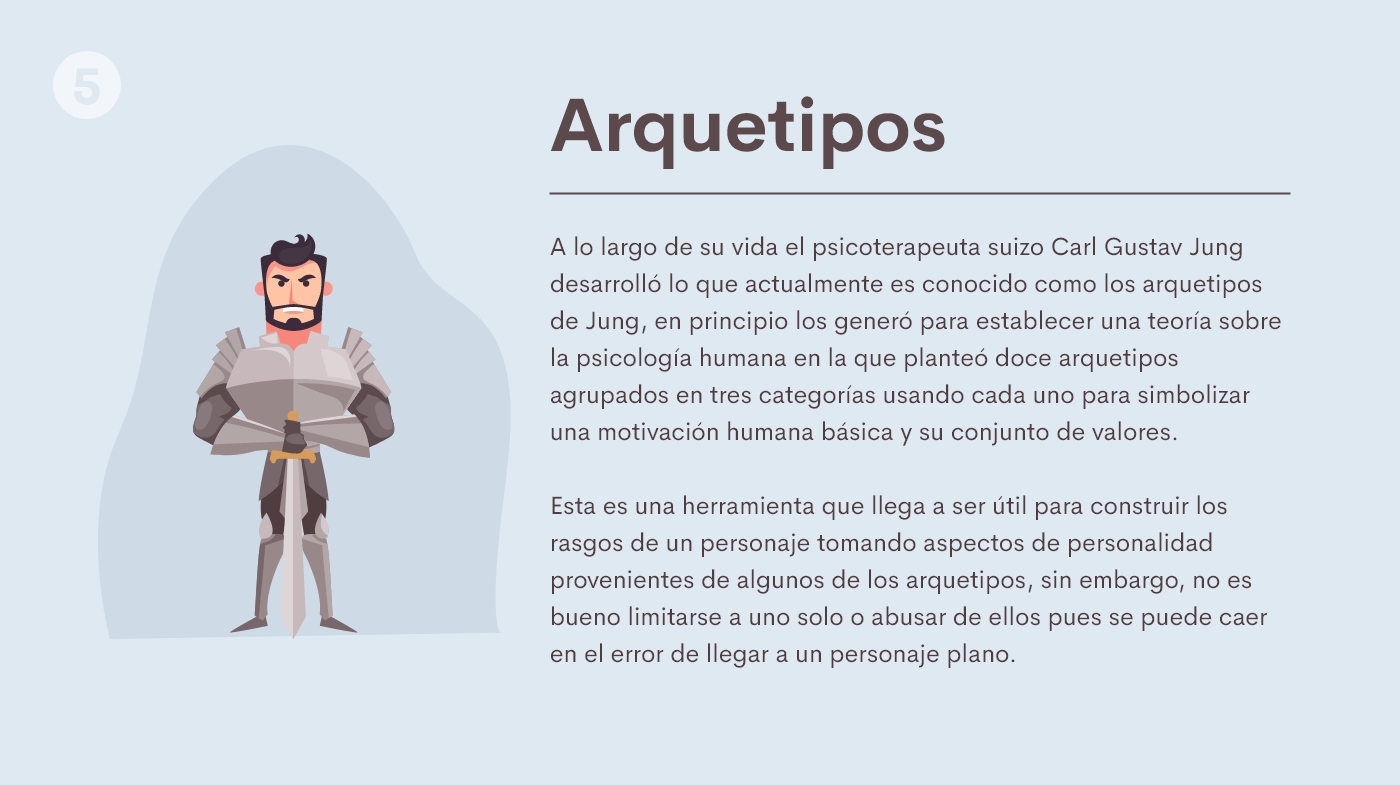 5
Arquetipos
A lo largo de su vida el psicoterapeuta suizo Carl Gustav Jung
desarrolló lo que actualmente es conocido como los arquetipos
de Jung, en principio los generó para establecer una teoría sobre
la psicología humana en la que planteó doce arquetipos
agrupados en tres categorías usando cada uno para simbolizar
una motivación humana básica y su conjunto de valores.
Esta es una herramienta que llega a ser útil para construir los
rasgos de un personaje tomando aspectos de personalidad
provenientes de algunos de los arquetipos, sin embargo, no es
bueno limitarse a uno solo o abusar de ellos pues se puede caer
en el error de llegar a un personaje plano.